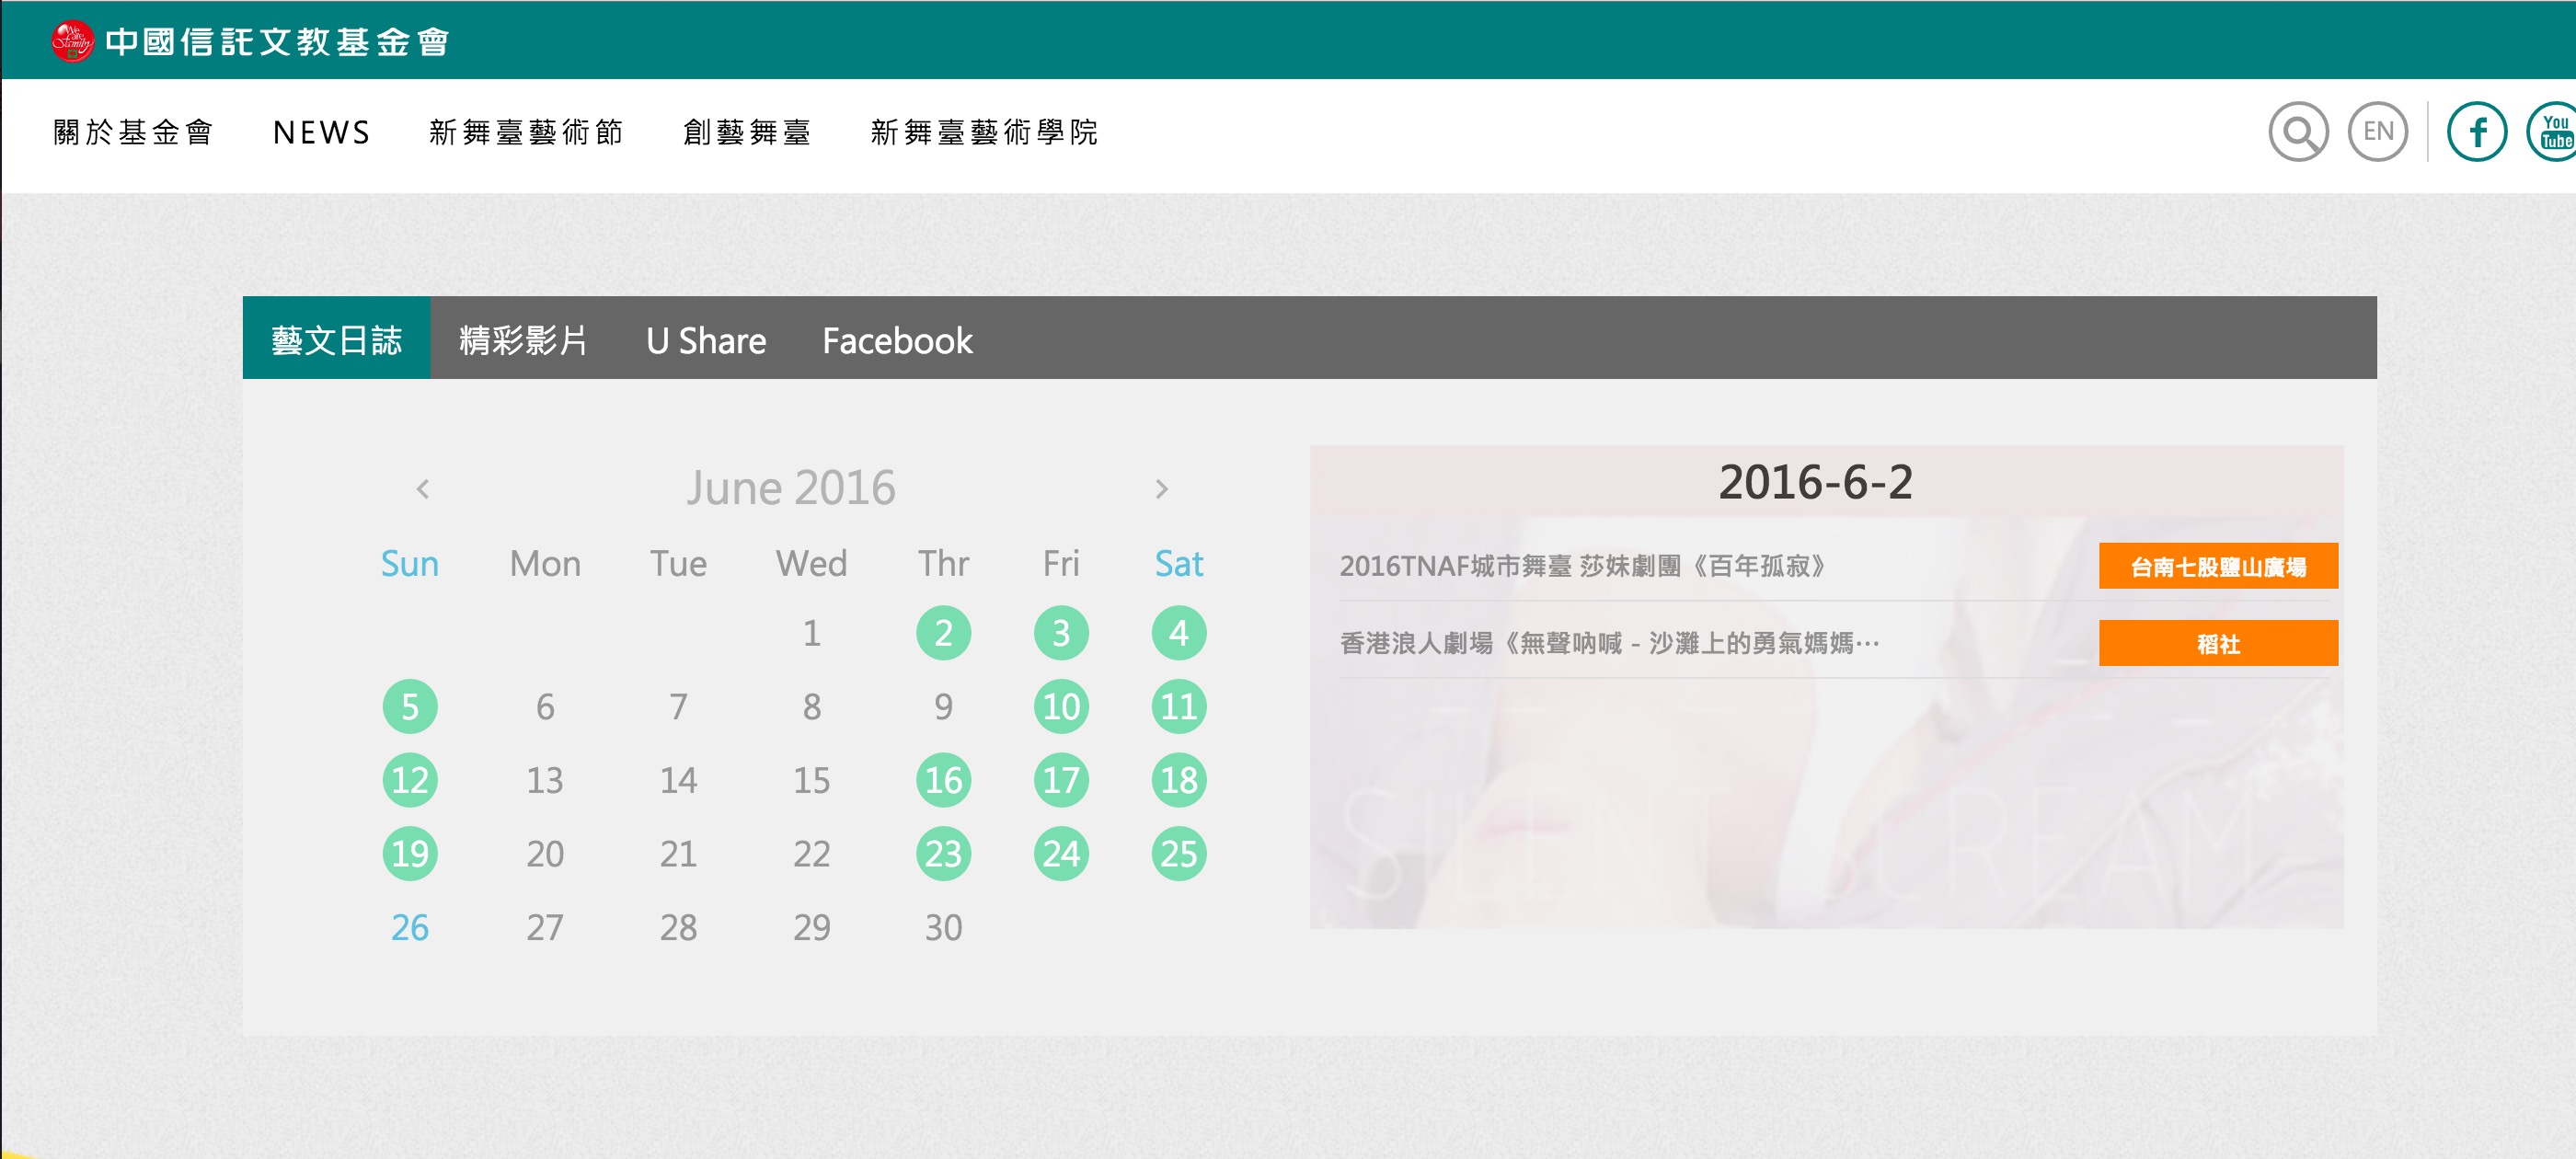 中國信託文教基金會
關於基金會 NEWS 新舞臺藝術節 創藝舞臺 新舞臺藝術學院 EN f You Tube
藝文日誌 精彩影片 U Share Facebook
‹ June 2016 ›
Sun Mon Tue Wed Thr Fri Sat
1 2 3 4
5 6 7 8 9 10 11
12 13 14 15 16 17 18
19 20 21 22 23 24 25
26 27 28 29 30
2016-6-2
2016TNAF城市舞臺 莎妹劇團《百年孤寂》 台南七股鹽山廣場
香港浪人劇場《無聲吶喊 - 沙灘上的勇氣媽媽… 稻社
SILENT SCREAM